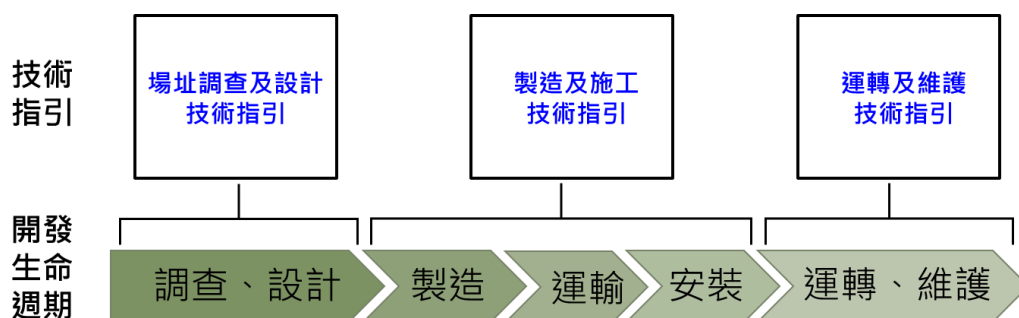 技術
指引
場址調查及設計
技術指引
製造及施工
技術指引
運轉及維護
技術指引
開發
生命
週期
調查、設計
製造
運輸
安裝
運轉、維護